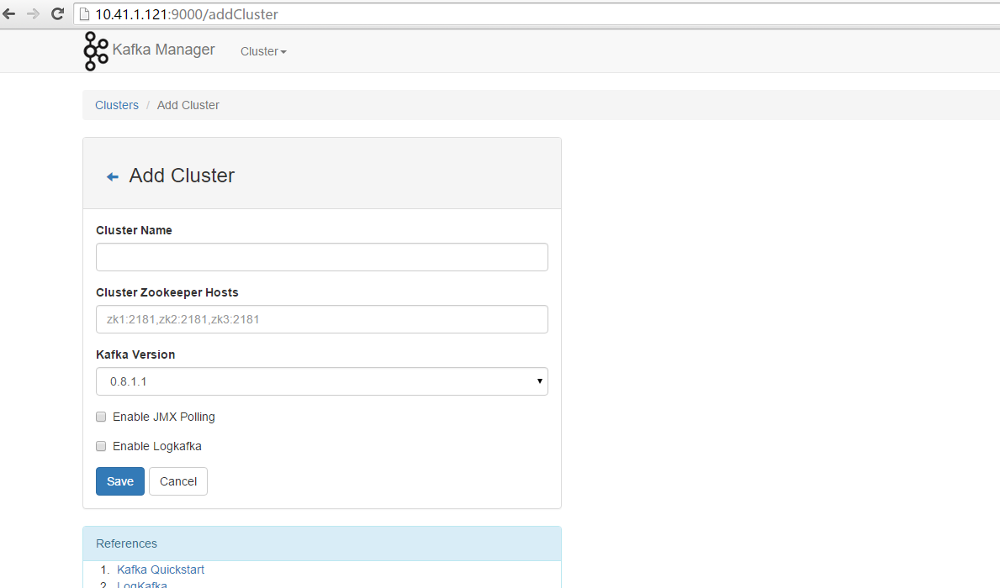 10.41.1.121:9000/addCluster
Kafka Manager Cluster
Clusters / Add Cluster
Add Cluster
Cluster Name
Cluster Zookeeper Hosts
zk1:2181,zk2:2181,zk3:2181
Kafka Version
0.8.1.1
Enable JMX Polling
Enable Logkafka
Save Cancel
References
1. Kafka Quickstart
2. LogKafka